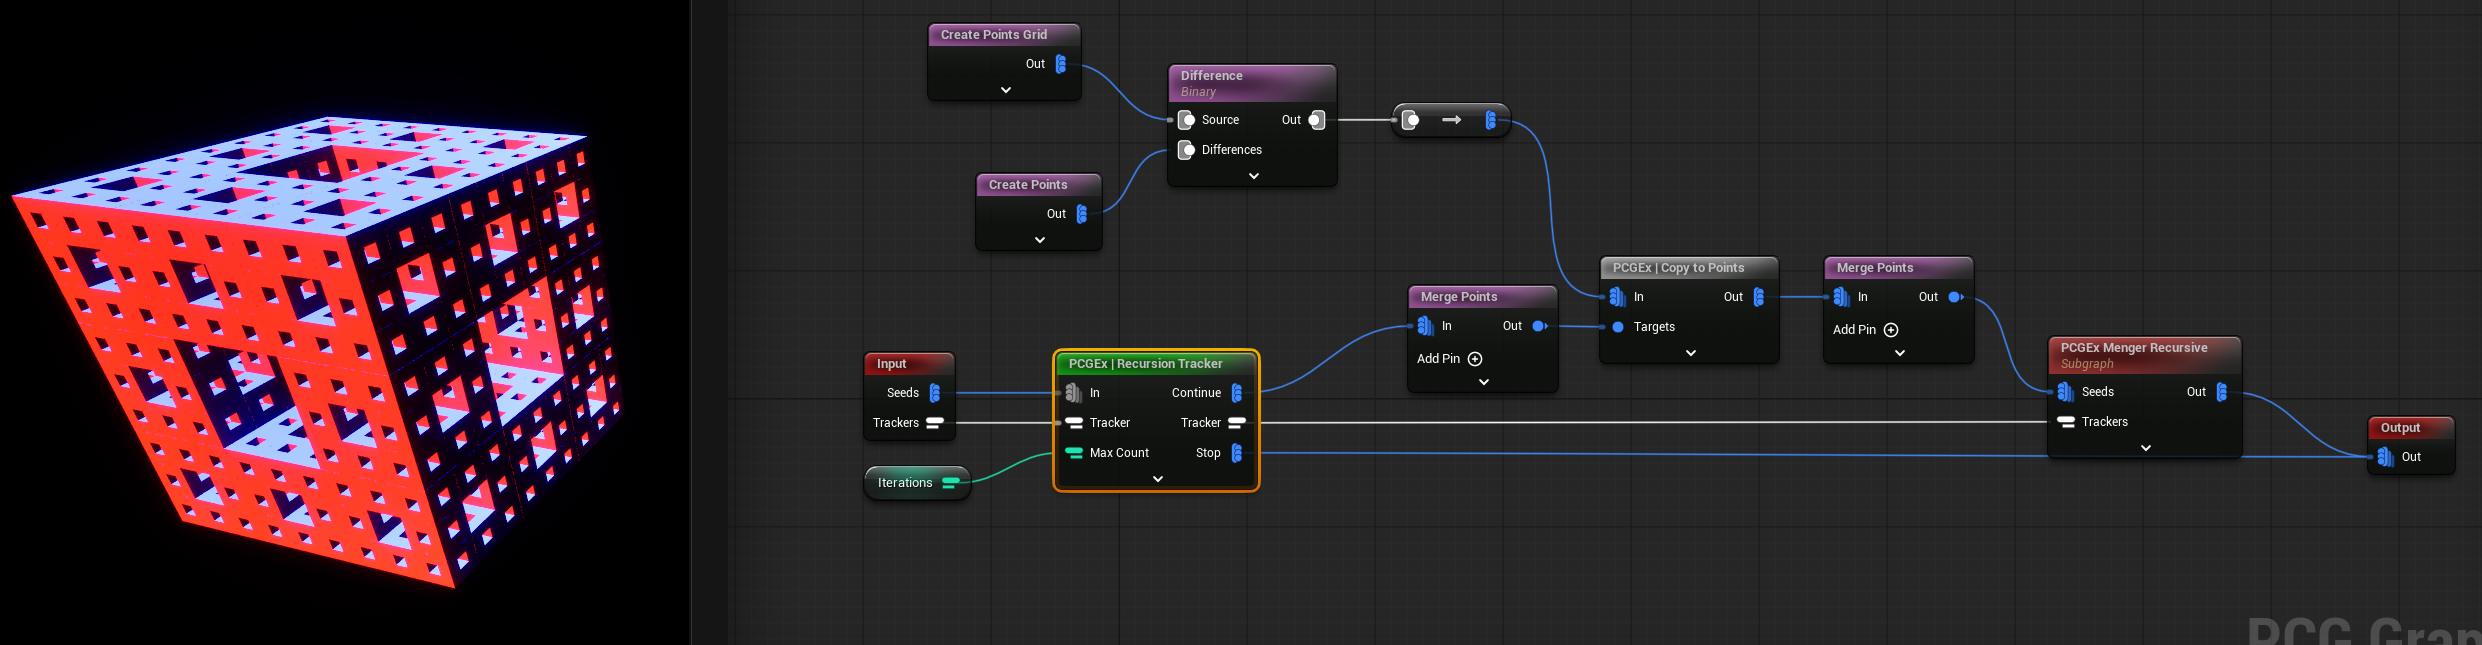 Create Points Grid
Out
Difference
Binary
Source
Out
Differences
Create Points
Out
PCGEx | Copy to Points
In
Out
Targets
Merge Points
In
Out
Add Pin
Merge Points
In
Out
Add Pin
Input
Seeds
Trackers
PCGEx | Recursion Tracker
In
Continue
Tracker
Tracker
Max Count
Stop
Iterations
PCGEx Menger Recursive
Subgraph
Seeds
Out
Trackers
Output
Out
PCG Grap